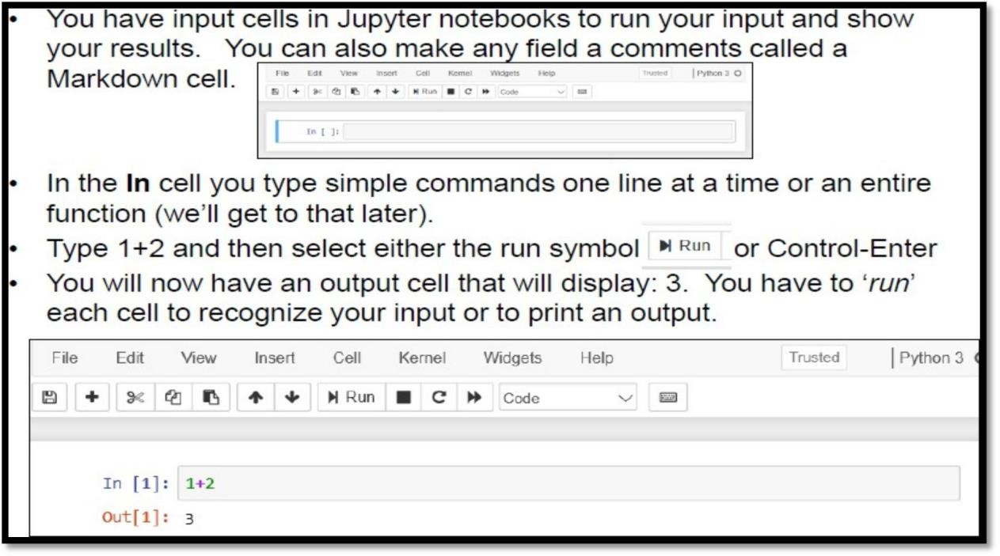 • You have input cells in Jupyter notebooks to run your input and show
your results. You can also make any field a comments called a
Markdown cell.
File Edit View Insert Cell Kernel Widgets Help Trusted Python 3
Run Code
In [ ]:
• In the In cell you type simple commands one line at a time or an entire
function (we'll get to that later).
• Type 1+2 and then select either the run symbol Run or Control-Enter
• You will now have an output cell that will display: 3. You have to 'run'
each cell to recognize your input or to print an output.
File Edit View Insert Cell Kernel Widgets Help Trusted Python 3
Run Code
In [1]: 1+2
Out[1]: 3